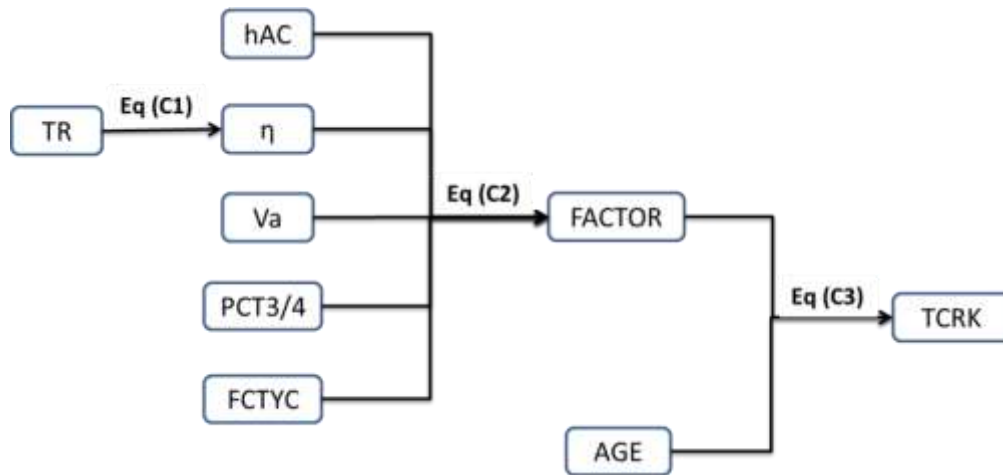 hAC
Eq (C1)
TR
η
Eq (C2)
Va
FACTOR
Eq (C3)
PCT3/4
TCRK
FCTYC
AGE